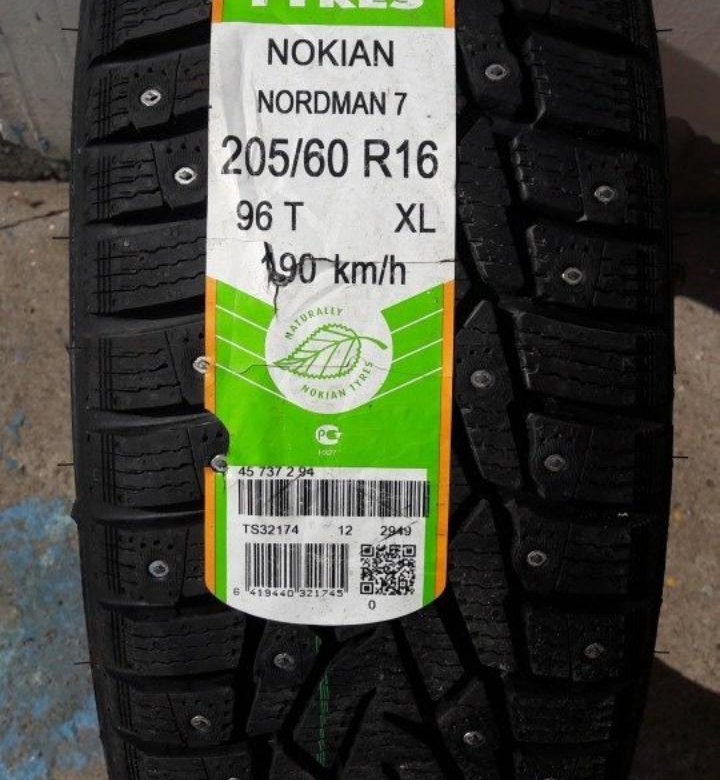 TYRES
NOKIAN
NORDMAN 7
205/60 R16
96 T XL
190 km/h
NATURALLY
NOKIAN TYRES
45 737 2 94
TS32174 12 2949
6 419440 321745
0